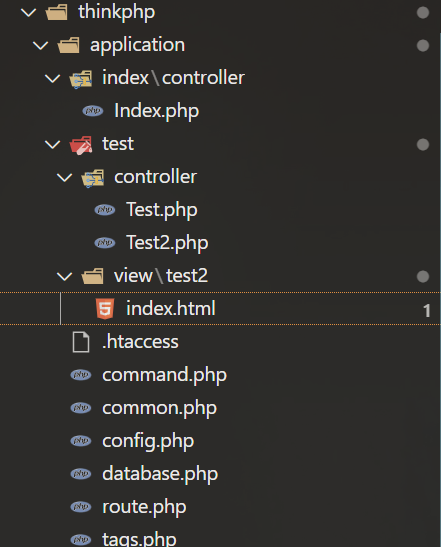 thinkphp
application
index\controller
php Index.php
test
controller
php Test.php
php Test2.php
view\test2
5 index.html 1
.htaccess
php command.php
php common.php
php config.php
php database.php
php route.php
php tags.php